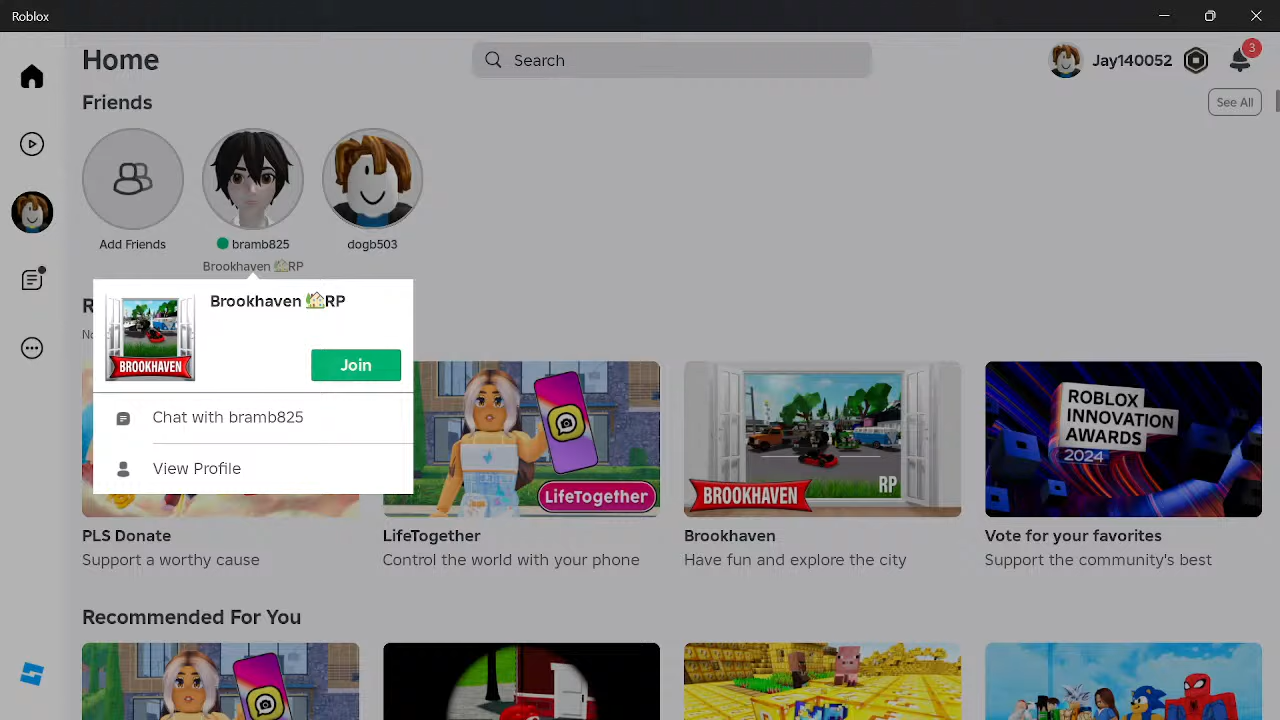 Roblox
Home
Search
Jay140052
3
Friends
See All
Add Friends
bramb825
dogb503
Brookhaven 🏡RP
Brookhaven 🏡RP
BROOKHAVEN
Join
Chat with bramb825
View Profile
LifeTogether
BROOKHAVEN
RP
ROBLOX
INNOVATION
AWARDS
2024
PLS Donate
Support a worthy cause
LifeTogether
Control the world with your phone
Brookhaven
Have fun and explore the city
Vote for your favorites
Support the community's best
Recommended For You